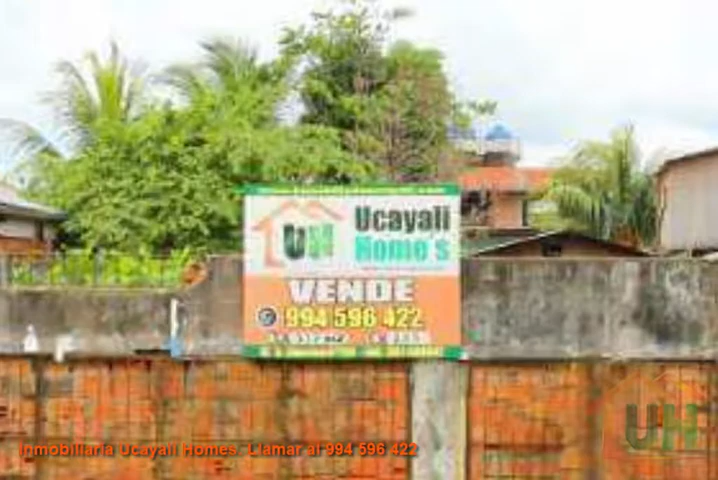 UH
Ucayali
Home's
VENDE
994 596 422
Inmobiliaria Ucayali Homes. Llamar al 994 596 422
UH